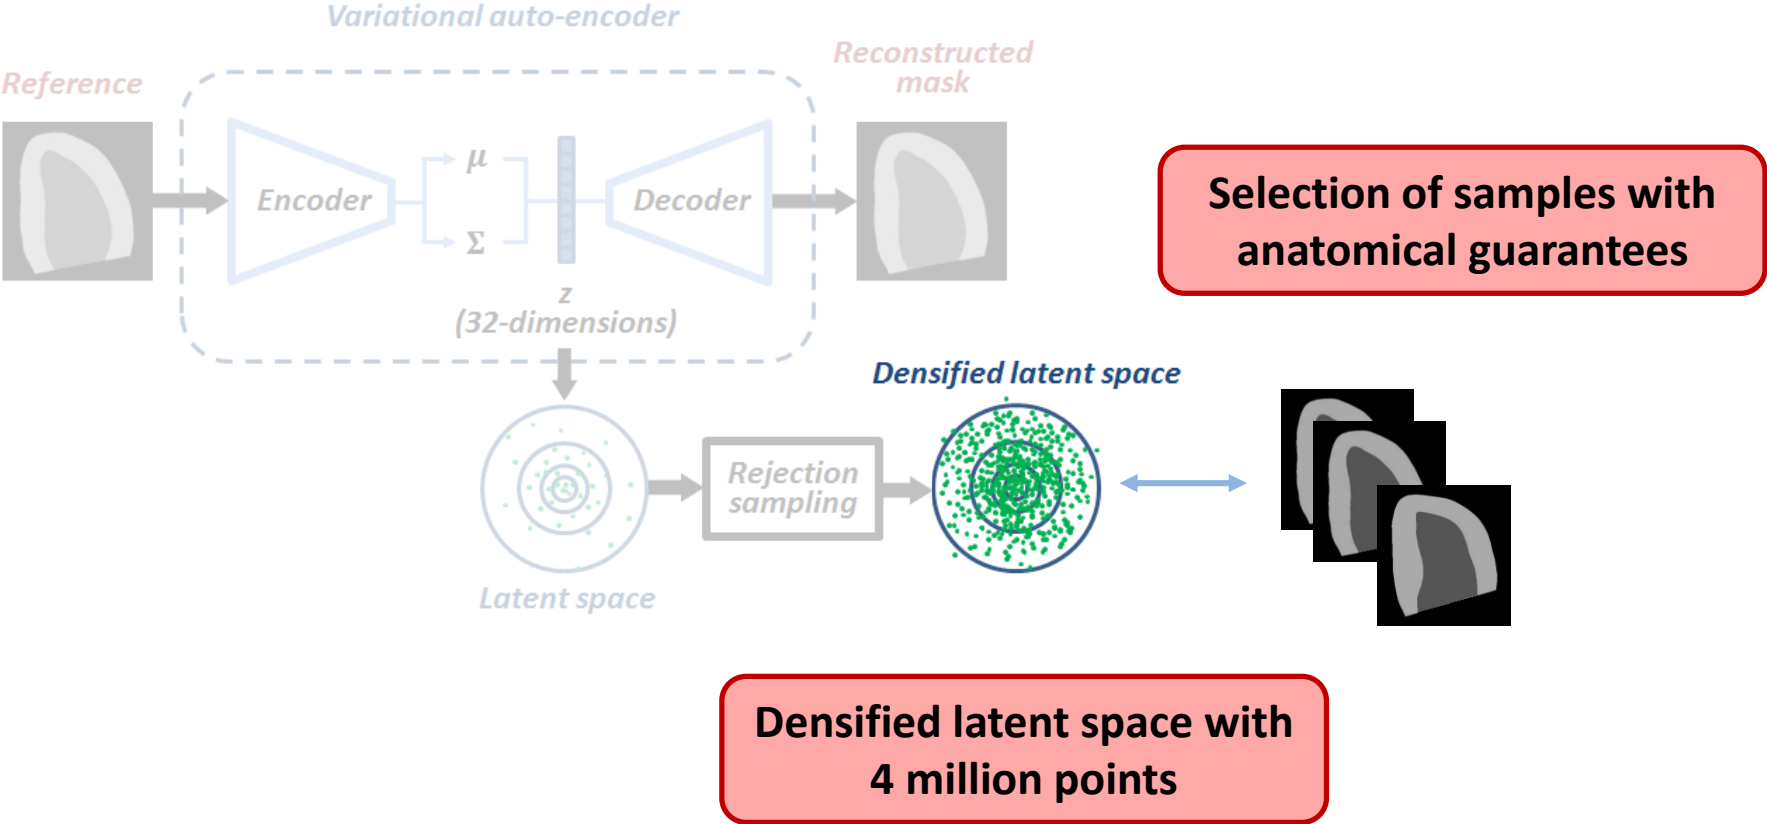 Variational auto-encoder
Reference
Reconstructed
mask
Encoder
μ
Σ
Decoder
z
(32-dimensions)
Selection of samples with
anatomical guarantees
Densified latent space
Rejection
sampling
Latent space
Densified latent space with
4 million points